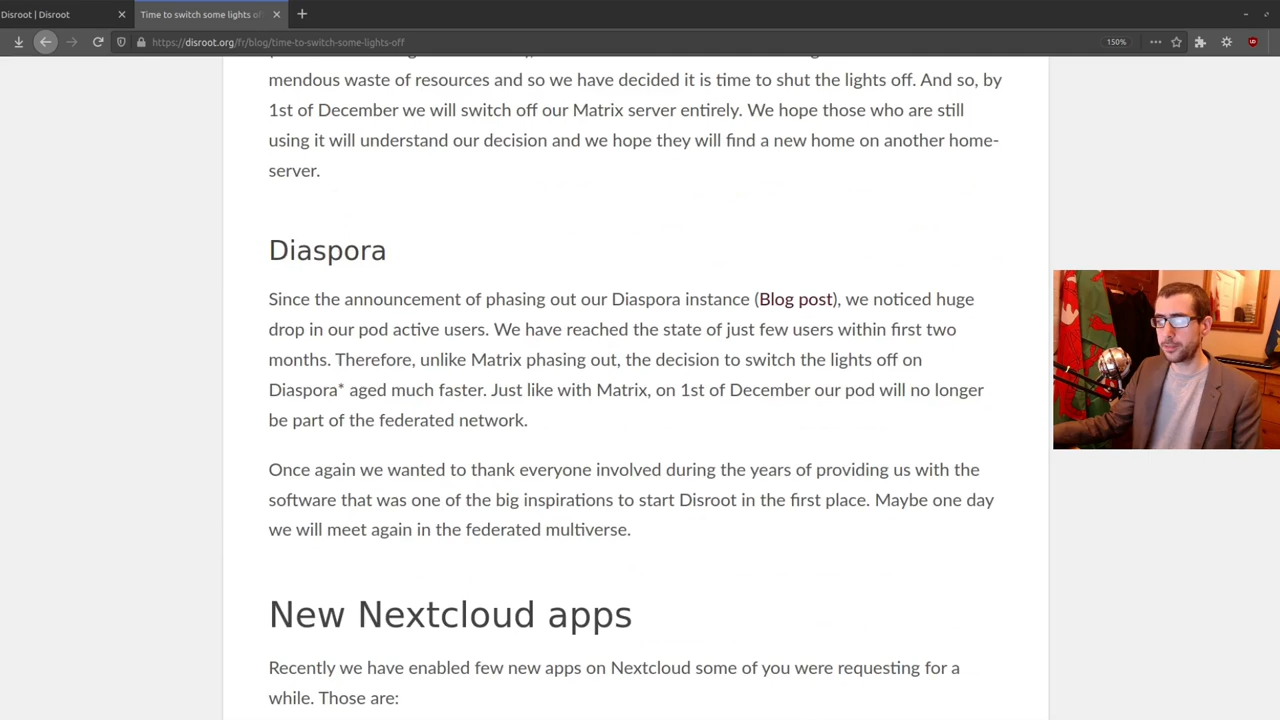 Disroot | Disroot
Time to switch some lights of
https://disroot.org/fr/blog/time-to-switch-some-lights-off
150%
mendous waste of resources and so we have decided it is time to shut the lights off. And so, by
1st of December we will switch off our Matrix server entirely. We hope those who are still
using it will understand our decision and we hope they will find a new home on another home-
server.
Diaspora
Since the announcement of phasing out our Diaspora instance (Blog post), we noticed huge
drop in our pod active users. We have reached the state of just few users within first two
months. Therefore, unlike Matrix phasing out, the decision to switch the lights off on
Diaspora* aged much faster. Just like with Matrix, on 1st of December our pod will no longer
be part of the federated network.
Once again we wanted to thank everyone involved during the years of providing us with the
software that was one of the big inspirations to start Disroot in the first place. Maybe one day
we will meet again in the federated multiverse.
New Nextcloud apps
Recently we have enabled few new apps on Nextcloud some of you were requesting for a
while. Those are: